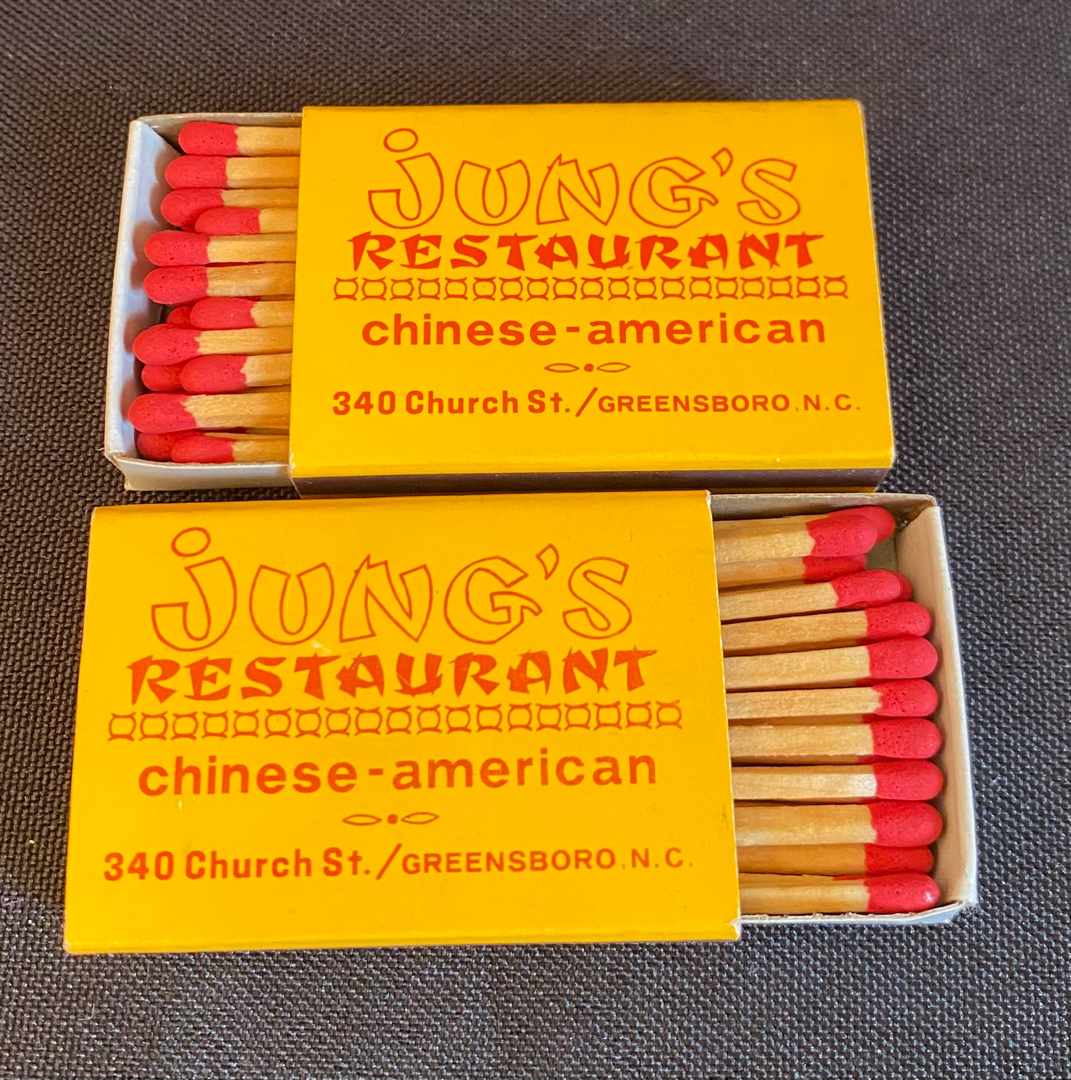 jUNG'S
RESTAURANT
chinese-american
340 Church St./GREENSBORO, N.C.
jUNG'S
RESTAURANT
chinese-american
340 Church St./GREENSBORO, N.C.